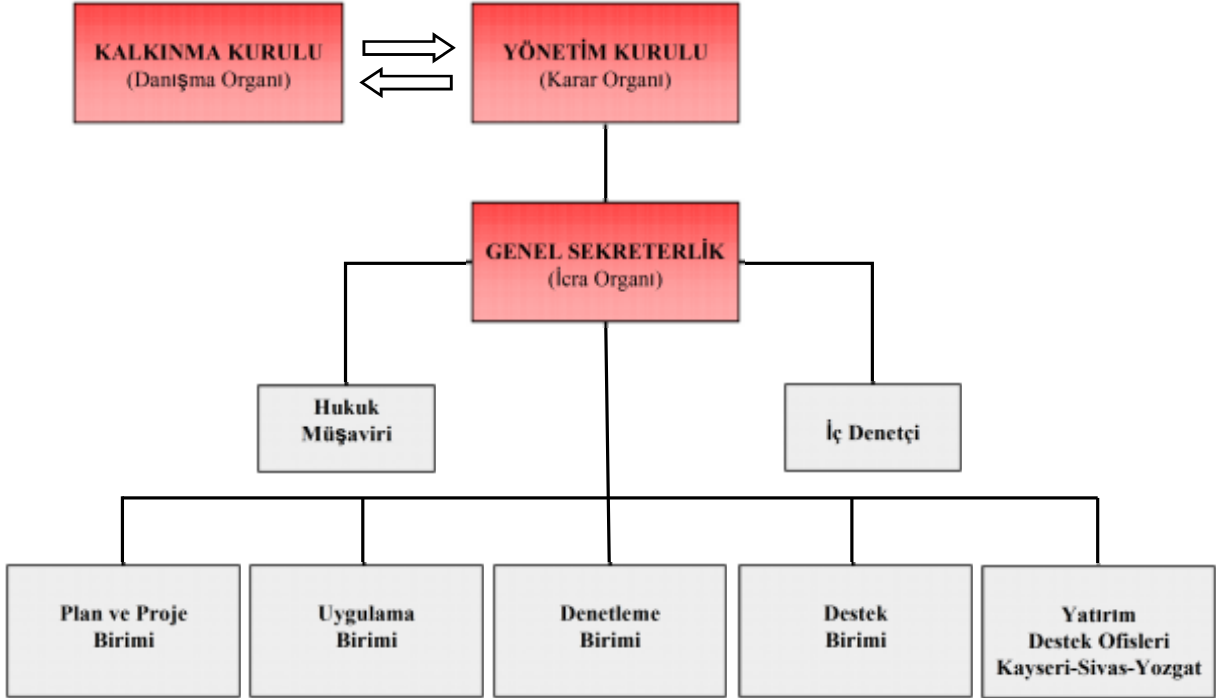 KALKINMA KURULU
(Danışma Organı)
YÖNETİM KURULU
(Karar Organı)
GENEL SEKRETERLİK
(İcra Organı)
Hukuk
Müşaviri
İç Denetçi
Plan ve Proje
Birimi
Uygulama
Birimi
Denetleme
Birimi
Destek
Birimi
Yatırım
Destek Ofisleri
Kayseri-Sivas-Yozgat